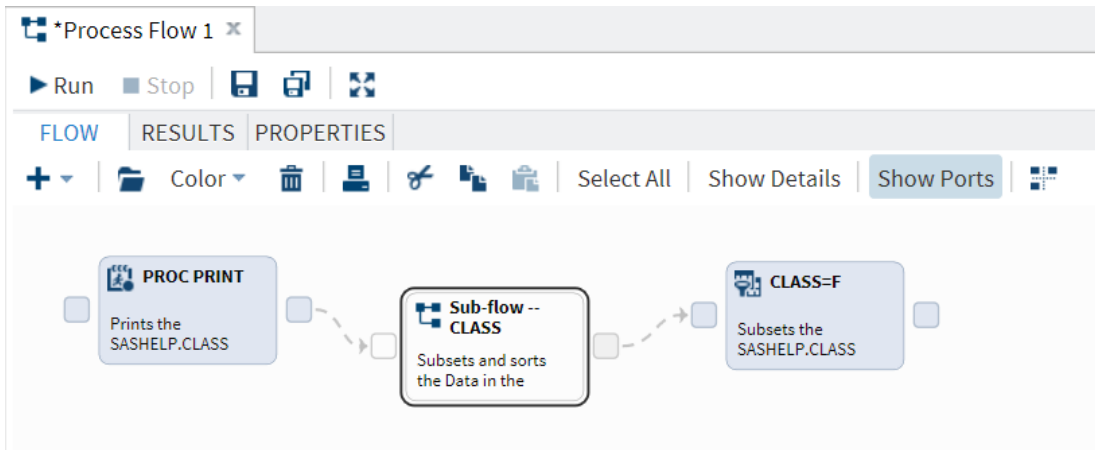 *Process Flow 1
Run Stop
FLOW RESULTS PROPERTIES
Color Select All Show Details Show Ports
PROC PRINT
Prints the
SASHELP.CLASS
Sub-flow --
CLASS
Subsets and sorts
the Data in the
CLASS=F
Subsets the
SASHELP.CLASS